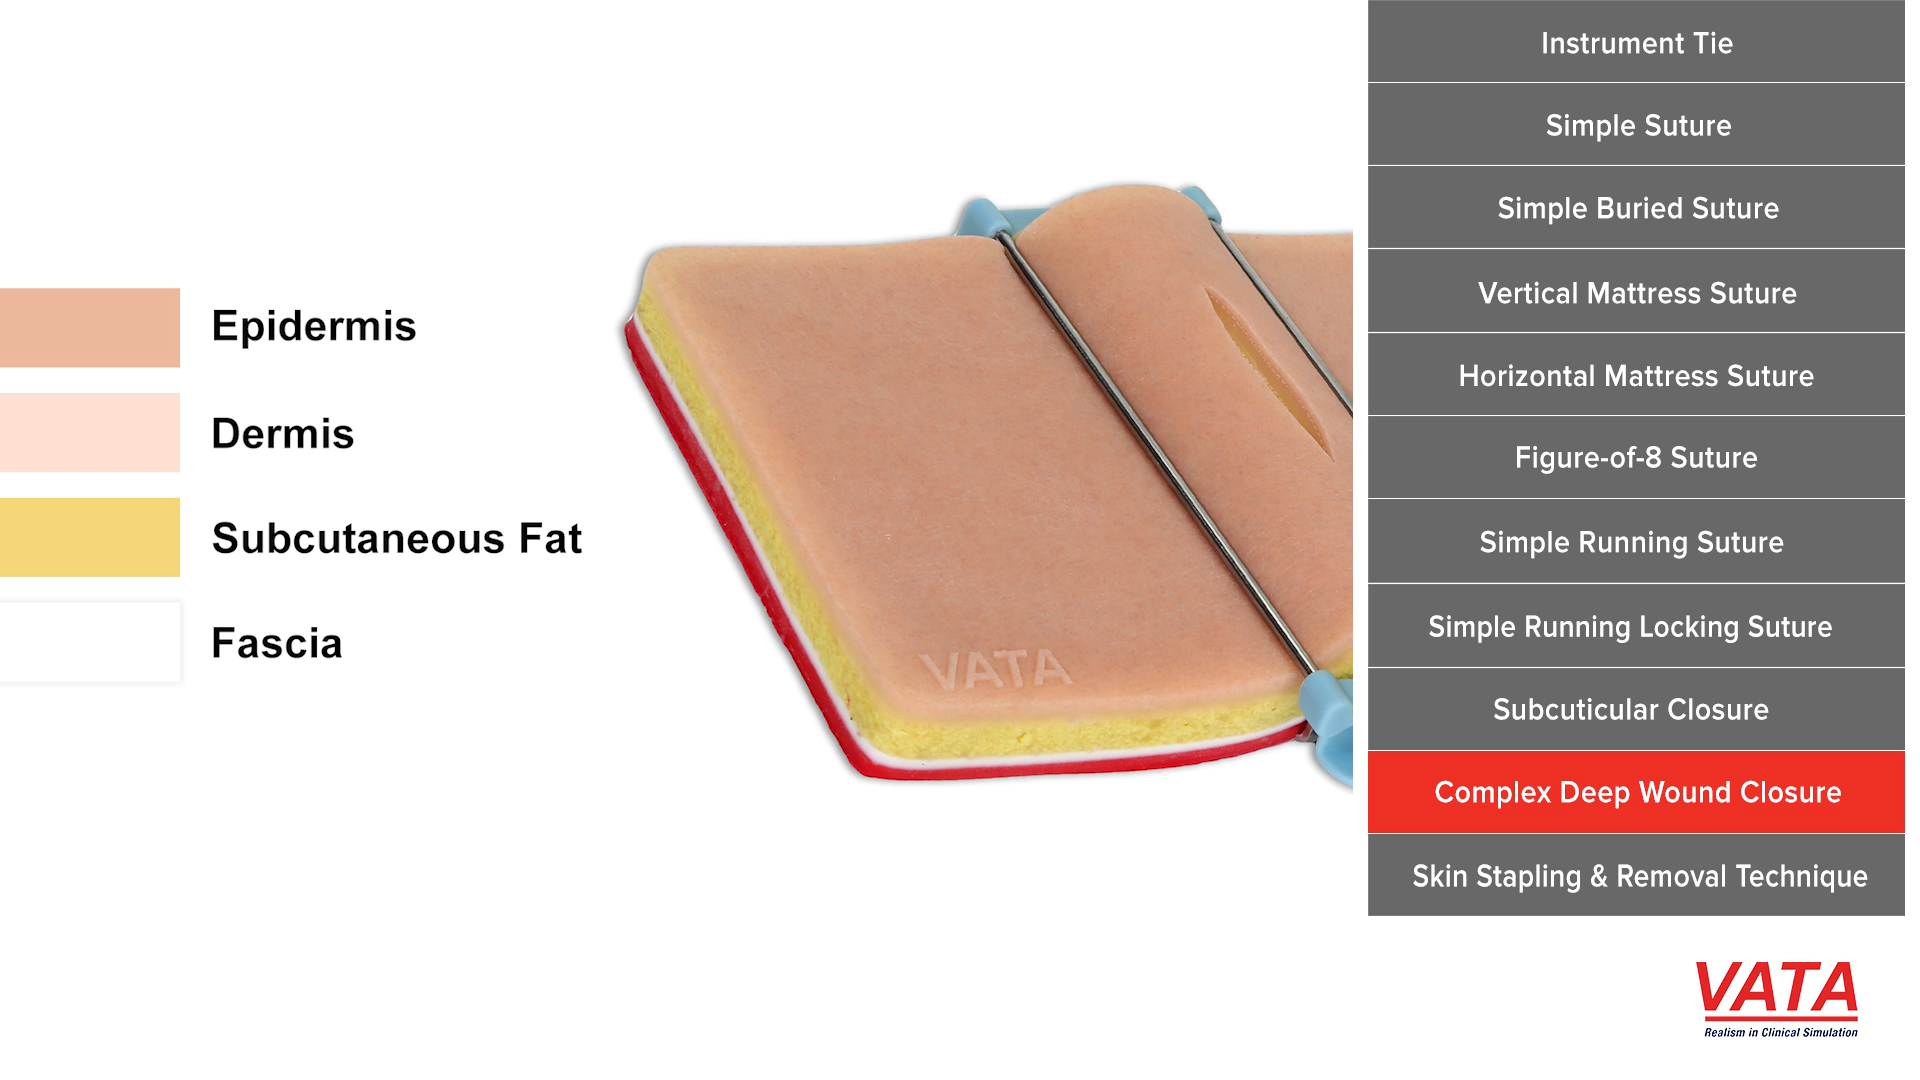 Epidermis
Dermis
Subcutaneous Fat
Fascia
VATA
Instrument Tie
Simple Suture
Simple Buried Suture
Vertical Mattress Suture
Horizontal Mattress Suture
Figure-of-8 Suture
Simple Running Suture
Simple Running Locking Suture
Subcuticular Closure
Complex Deep Wound Closure
Skin Stapling & Removal Technique
VATA
Realism in Clinical Simulation